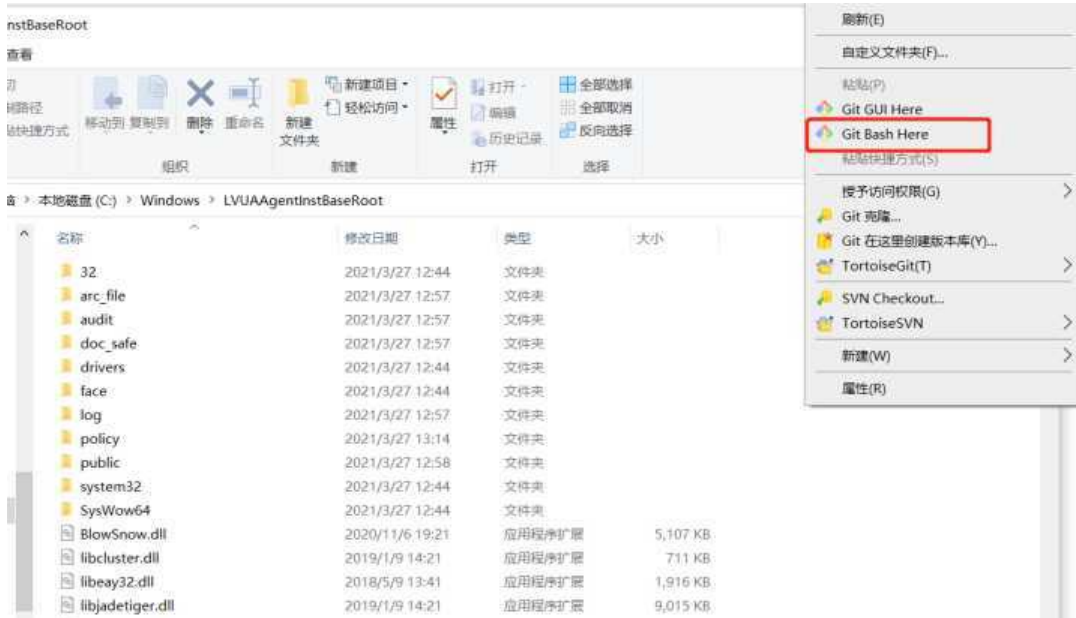 nstBaseRoot
查看
移动到 复制到 删除 重命名 新建
文件夹
新建项目
轻松访问
属性
打开
编辑
历史记录
全部选择
全部取消
反向选择
组织 新建 打开 选择
本地磁盘 (C:) > Windows > LVUAAgentInstBaseRoot
名称 修改日期 类型 大小
32 2021/3/27 12:44 文件夹
arc_file 2021/3/27 12:57 文件夹
audit 2021/3/27 12:57 文件夹
doc_safe 2021/3/27 12:57 文件夹
drivers 2021/3/27 12:44 文件夹
face 2021/3/27 12:44 文件夹
log 2021/3/27 12:57 文件夹
policy 2021/3/27 13:14 文件夹
public 2021/3/27 12:58 文件夹
system32 2021/3/27 12:44 文件夹
SysWow64 2021/3/27 12:44 文件夹
BlowSnow.dll 2020/11/6 19:21 应用程序扩展 5,107 KB
libcluster.dll 2019/1/9 14:21 应用程序扩展 711 KB
libeay32.dll 2018/5/9 13:41 应用程序扩展 1,916 KB
libjadetiger.dll 2019/1/9 14:21 应用程序扩展 9,015 KB
刷新(E)
自定义文件夹(F)...
粘贴(P)
Git GUI Here
Git Bash Here
粘贴快捷方式(S)
授予访问权限(G)
Git 克隆...
Git 在这里创建版本库(Y)...
TortoiseGit(T)
SVN Checkout...
TortoiseSVN
新建(W)
属性(R)